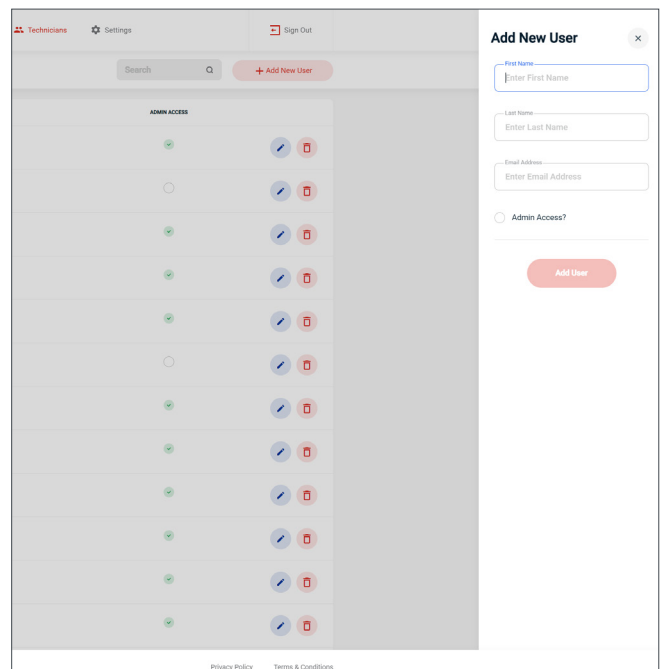 Technicians
Settings
Sign Out
Search
+ Add New User
ADMIN ACCESS
Add New User
First Name
Enter First Name
Last Name
Enter Last Name
Email Address
Enter Email Address
Admin Access?
Add User
Privacy Policy
Terms & Conditions